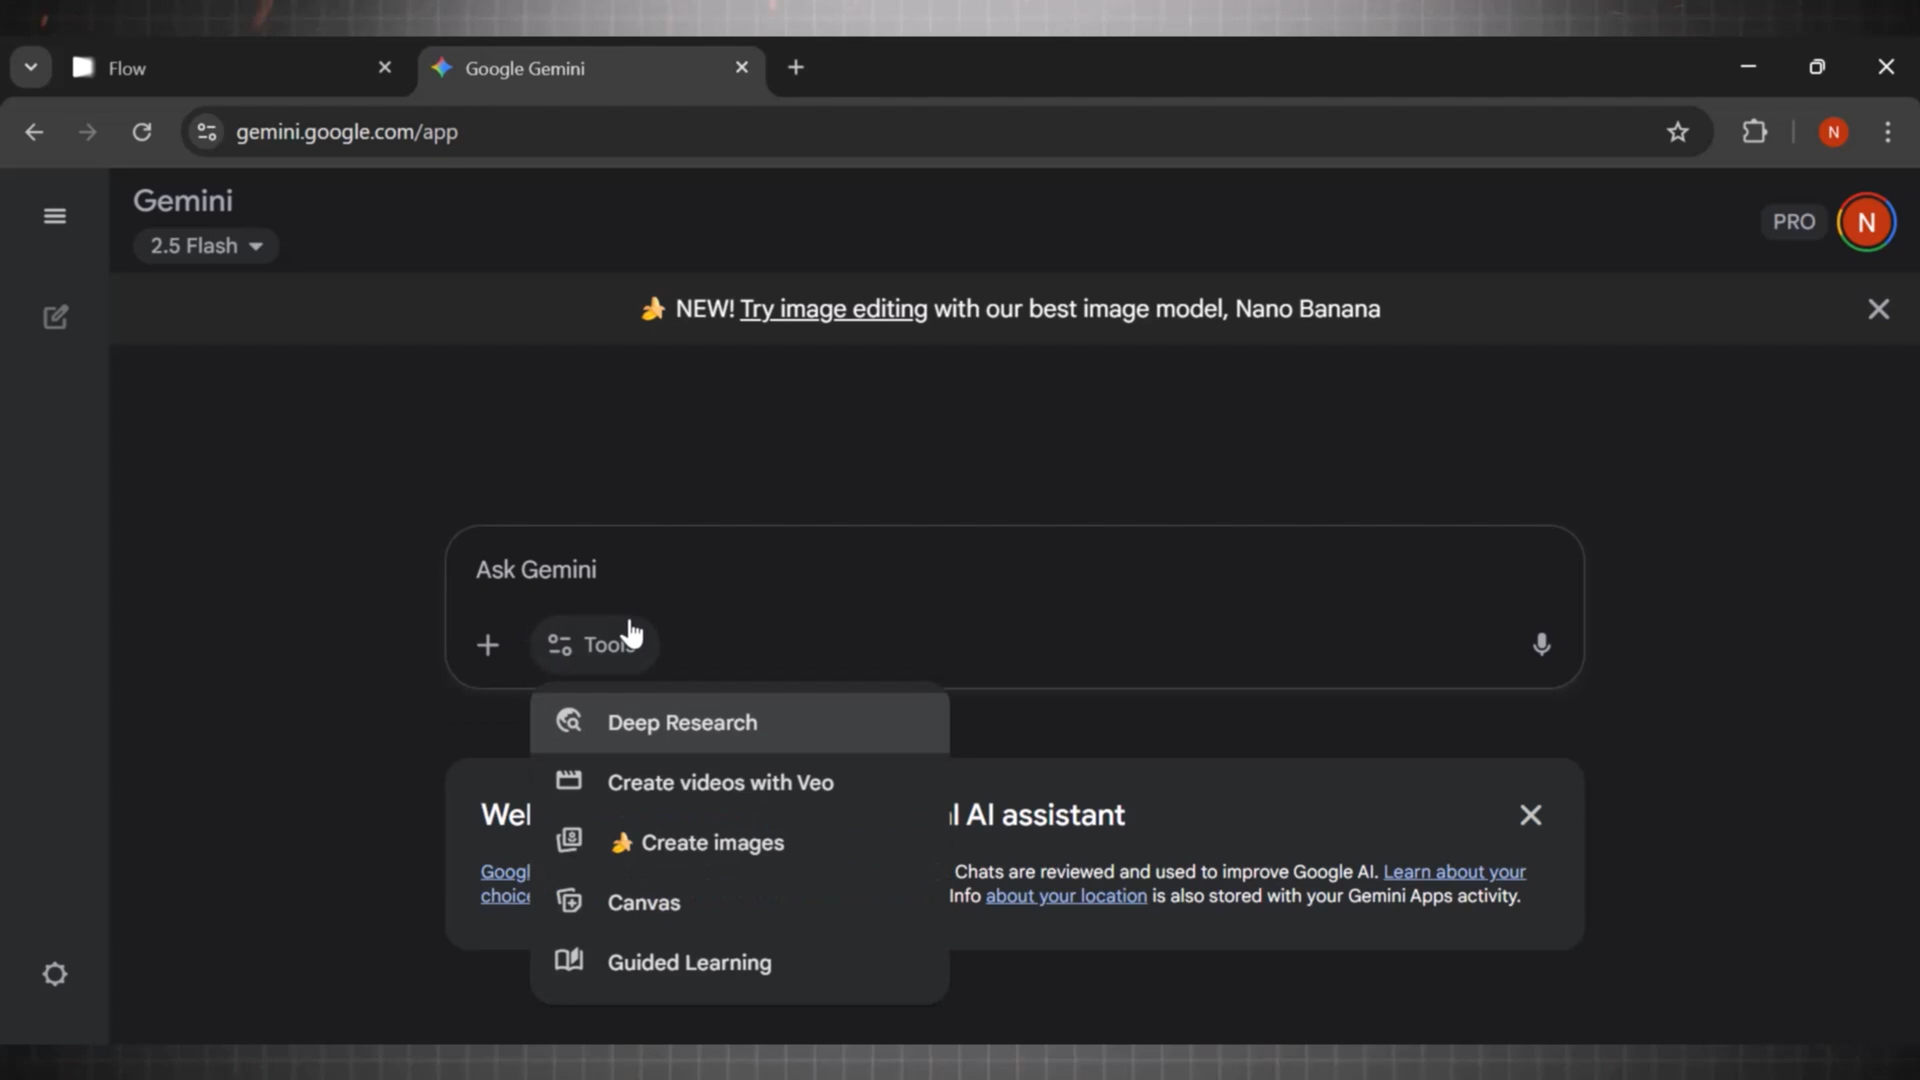 Flow
Google Gemini
gemini.google.com/app
N
Gemini
2.5 Flash
PRO
N
NEW! Try image editing with our best image model, Nano Banana
Ask Gemini
Deep Research
Create videos with Veo
Create images
Canvas
Guided Learning
AI assistant
Chats are reviewed and used to improve Google AI. Learn about your
Info about your location is also stored with your Gemini Apps activity.